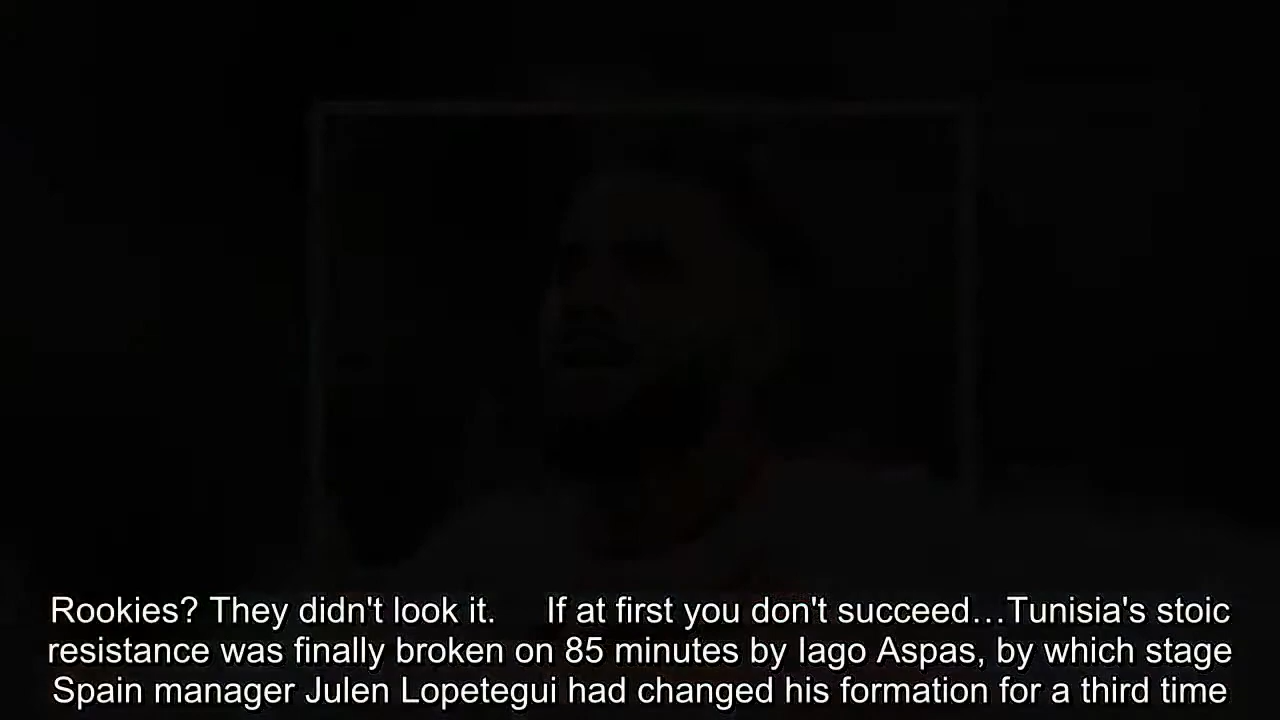 Rookies? They didn't look it.      If at first you don't succeed…Tunisia's stoic
resistance was finally broken on 85 minutes by Iago Aspas, by which stage
Spain manager Julen Lopetegui had changed his formation for a third time